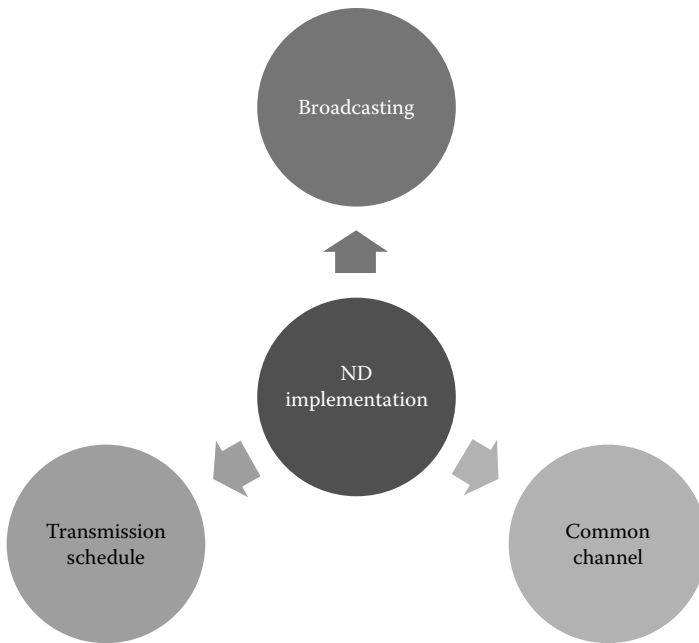 Broadcasting
ND
implementation
Transmission
schedule
Common
channel